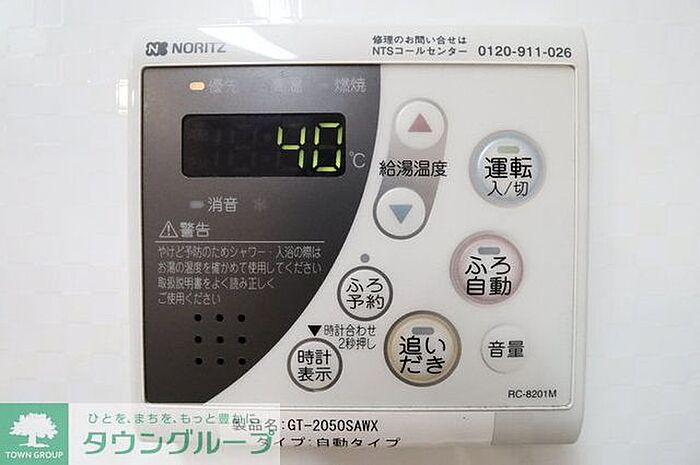 NORITZ
修理のお問い合せは
NTSコールセンター 0120-911-026
優先 高温 燃焼
40 ℃
給湯温度
運転
入/切
消音
警告
やけど予防のためシャワー・入浴の際は
お湯の温度を確かめて使用してください
取扱説明書をよく読み正しく
ご使用ください
ふろ
自動
ふろ
予約
時計合わせ
2秒押し
時計
表示
追い
だき
音量
RC-8201M
製品名:GT-2050SAWX
タイプ:自動タイプ
ひとを、まちを、もっと豊かに
タウングループ
TOWN GROUP